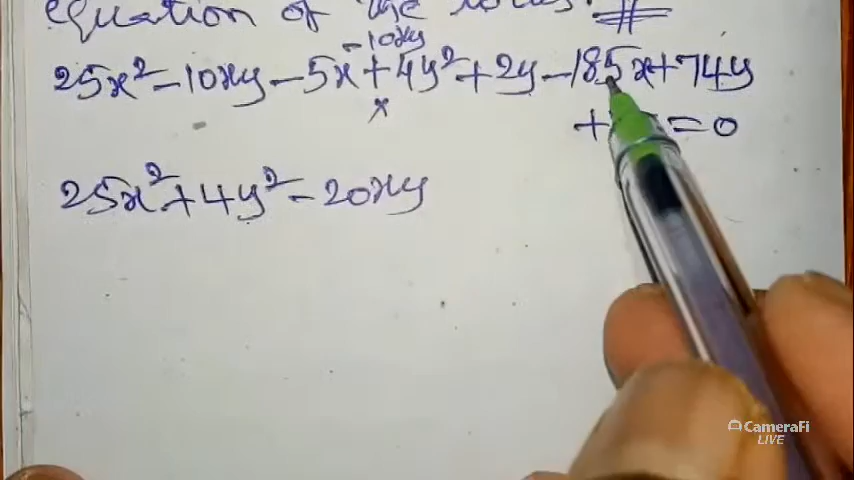 equation of the locus.
-10xy
25x² - 10xy - 5x + 4y² + 2y - 185x + 74y
x
+ = 0
25x² + 4y² - 20xy
CameraFi
LIVE